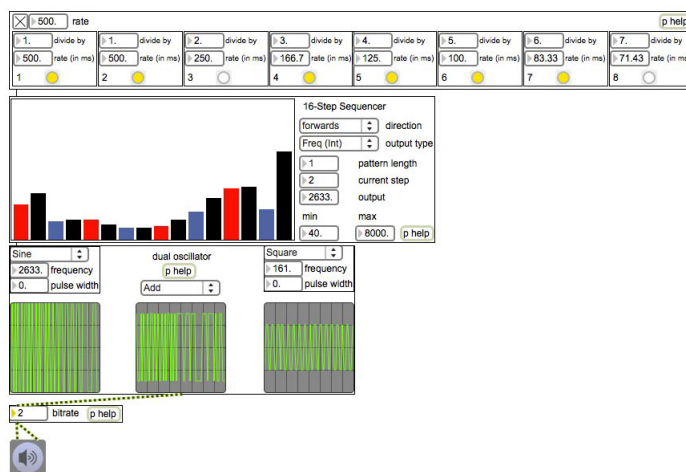 500. rate p help
1. divide by 1. divide by 2. divide by 3. divide by 4. divide by 5. divide by 6. divide by 7. divide by
500. rate (in ms) 500. rate (in ms) 250. rate (in ms) 166.7 rate (in ms) 125. rate (in ms) 100. rate (in ms) 83.33 rate (in ms) 71.43 rate (in ms)
1 2 3 4 5 6 7 8
16-Step Sequencer
forwards direction
Freq (Int) output type
1 pattern length
2 current step
2633. output
min max
40. 8000. p help
Sine dual oscillator Square
2633. frequency p help 161. frequency
0. pulse width Add 0. pulse width
2 bitrate p help